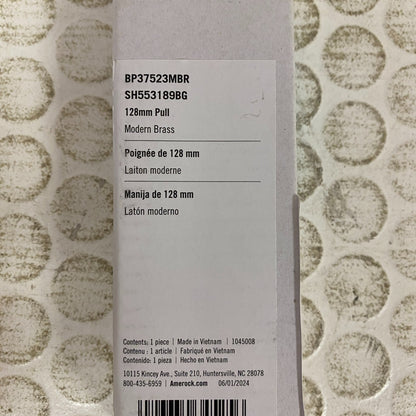 BP37523MBR
SH553189BG
128mm Pull
Modern Brass
Poignée de 128 mm
Laiton moderne
Manija de 128 mm
Latón moderno
Contents: 1 piece | Made in Vietnam | 1045008
Contenu : 1 article | Fabriqué en Vietnam
Contenido: 1 pieza | Hecho en Vietnam
10115 Kincey Ave., Suite 210, Huntersville, NC 28078
800-435-6959 | Amerock.com 06/01/2024